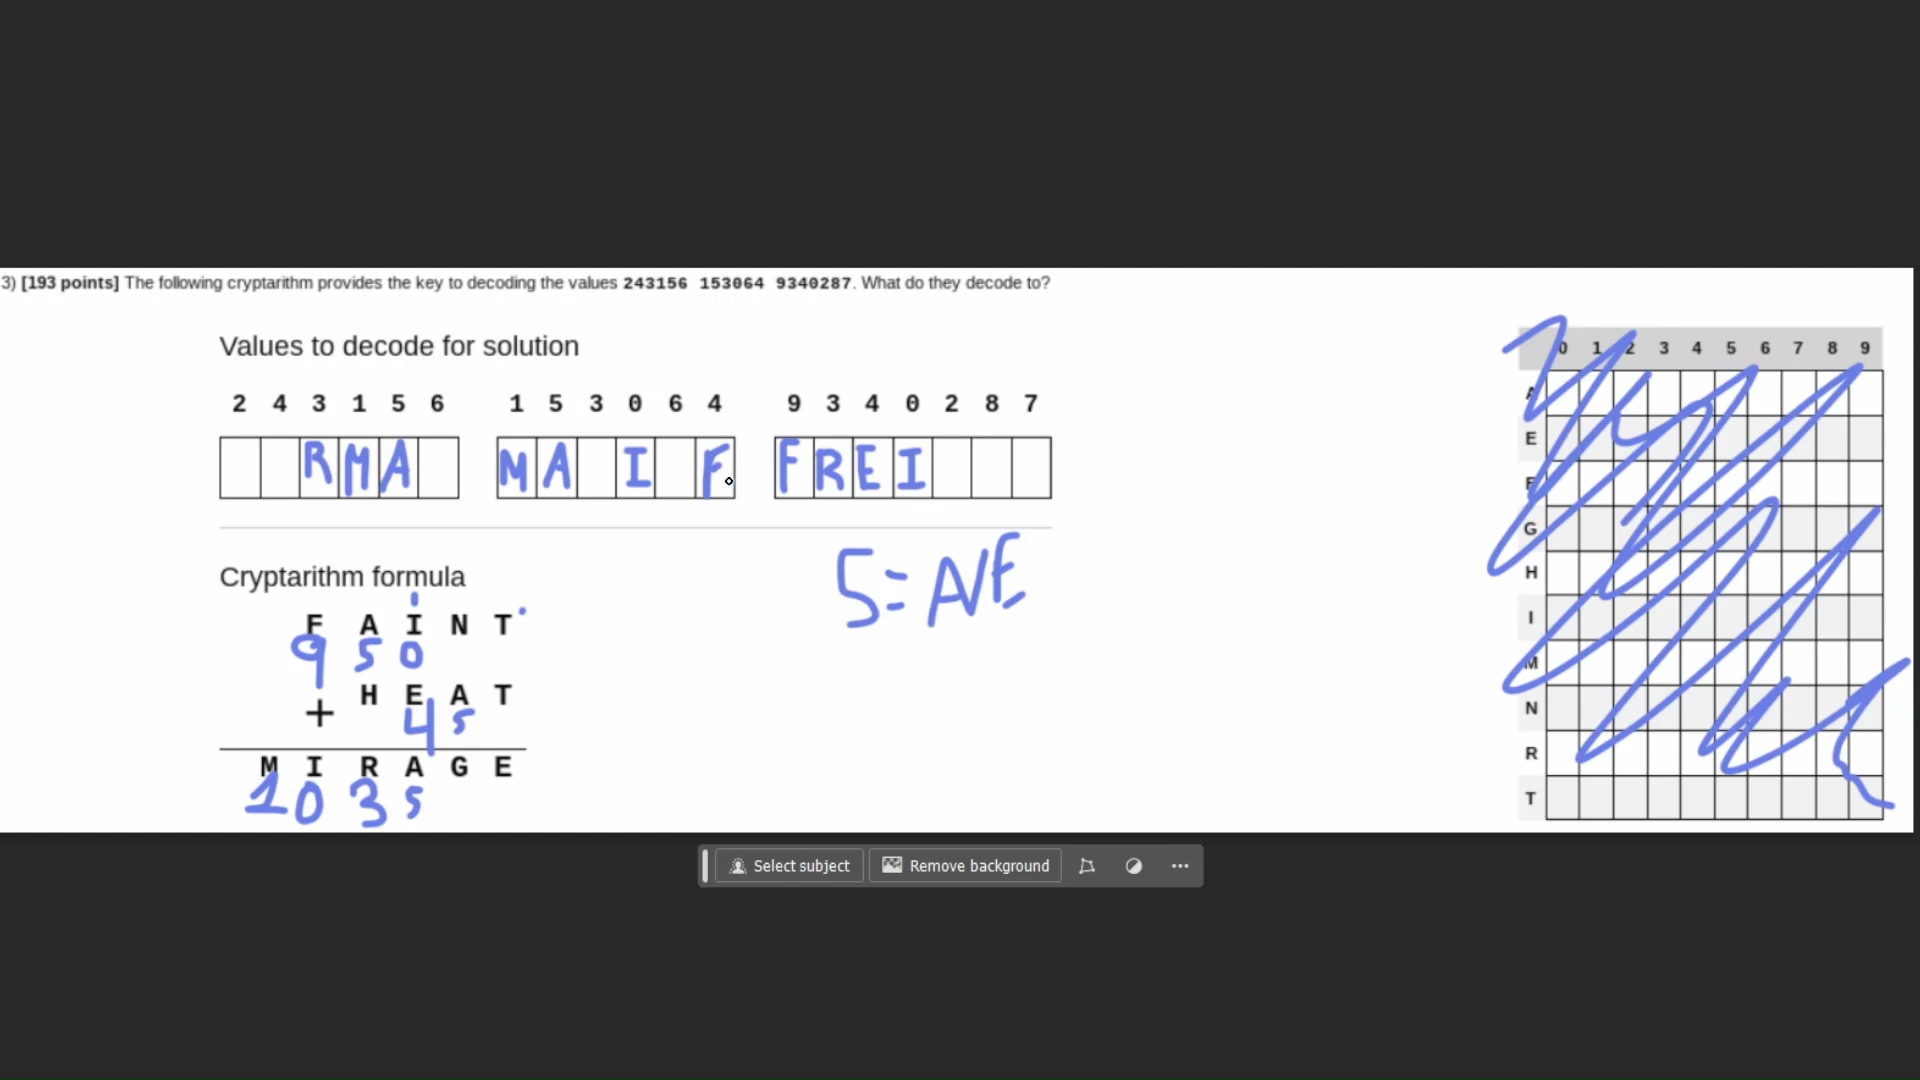 3) [193 points] The following cryptarithm provides the key to decoding the values 243156 153064 9340287. What do they decode to?
Values to decode for solution
2 4 3 1 5 6 1 5 3 0 6 4 9 3 4 0 2 8 7
R M A M A I F F R E I
Cryptarithm formula
5 = A/E
1
F A I N T
9 5 0
H E A T
+ 4 5
M I R A G E
1 0 3 5
0 1 2 3 4 5 6 7 8 9
A
E
F
G
H
I
M
N
R
T
Select subject Remove background